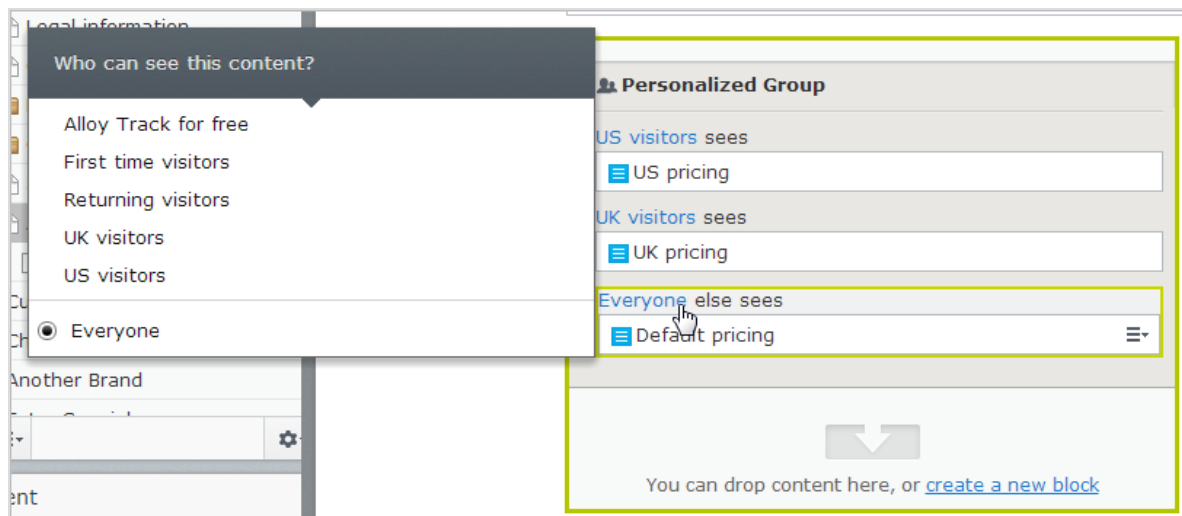 Legal information
Who can see this content?
Alloy Track for free
First time visitors
Returning visitors
UK visitors
US visitors
Everyone
Another Brand
Personalized Group
US visitors sees
US pricing
UK visitors sees
UK pricing
Everyone else sees
Default pricing
You can drop content here, or create a new block